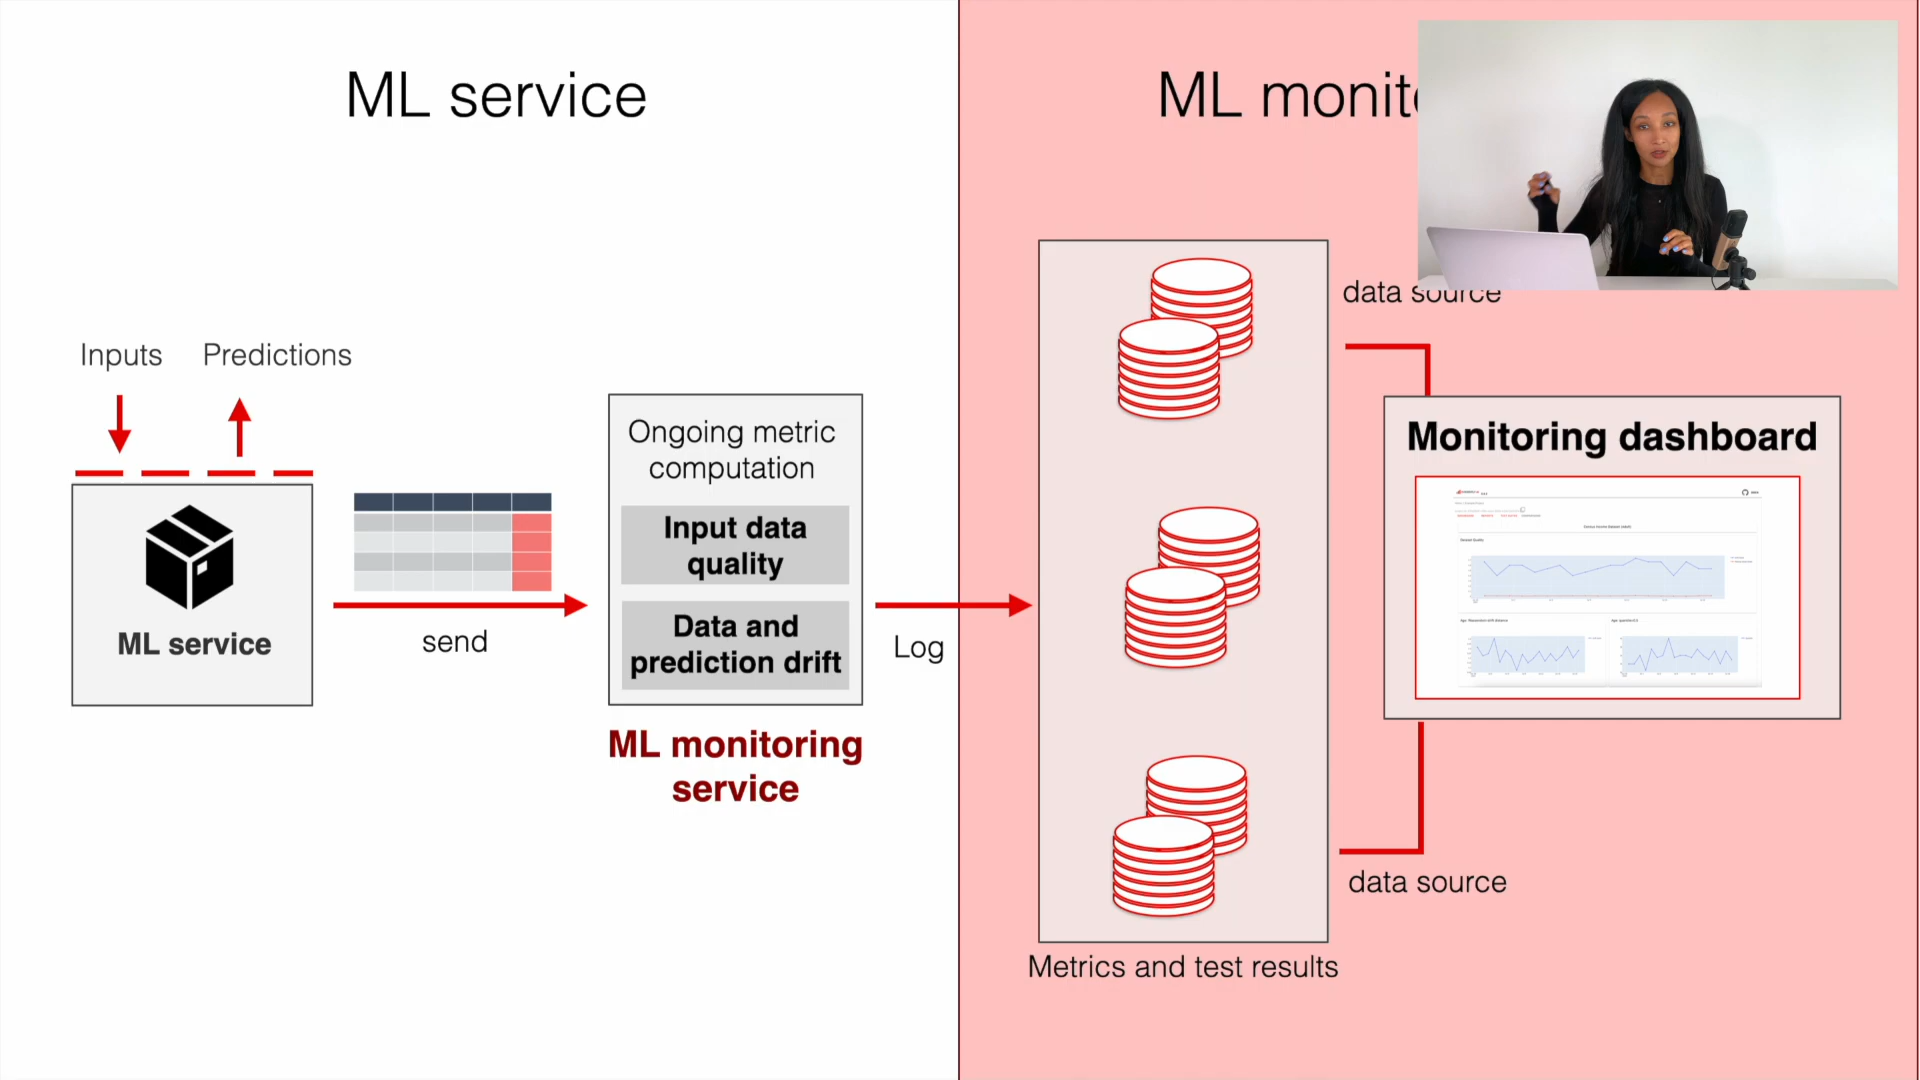 ML service
ML monito
data source
Inputs
Predictions
Ongoing metric
computation
Input data
quality
Data and
prediction drift
ML service
send
Log
ML monitoring
service
Monitoring dashboard
data source
Metrics and test results